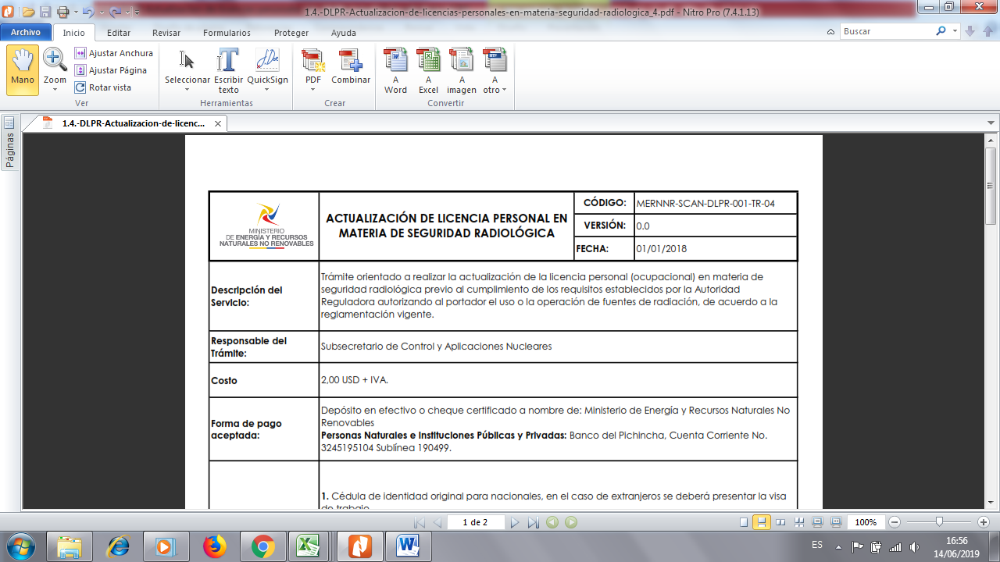 1.4.-DLPR-Actualizacion-de-licencias-personales-en-materia-seguridad-radiologica_4.pdf - Nitro Pro (7.4.1.13)
Archivo Inicio Editar Revisar Formularios Proteger Ayuda Buscar
Ajustar Anchura
Ajustar Página
Rotar vista
Mano Zoom Seleccionar Escribir texto QuickSign PDF Combinar A Word A Excel A imagen A otro
Ver Herramientas Crear Convertir
1.4.-DLPR-Actualizacion-de-licenc...
Páginas
MINISTERIO
DE ENERGÍA Y RECURSOS
NATURALES NO RENOVABLES
ACTUALIZACIÓN DE LICENCIA PERSONAL EN
MATERIA DE SEGURIDAD RADIOLÓGICA
CÓDIGO: MERNNR-SCAN-DLPR-001-TR-04
VERSIÓN: 0.0
FECHA: 01/01/2018
Descripción del
Servicio:
Trámite orientado a realizar la actualización de la licencia personal (ocupacional) en materia de
seguridad radiológica previo al cumplimiento de los requisitos establecidos por la Autoridad
Reguladora autorizando al portador el uso o la operación de fuentes de radiación, de acuerdo a la
reglamentación vigente.
Responsable del
Trámite:
Subsecretario de Control y Aplicaciones Nucleares
Costo
2,00 USD + IVA.
Forma de pago
aceptada:
Depósito en efectivo o cheque certificado a nombre de: Ministerio de Energía y Recursos Naturales No
Renovables
Personas Naturales e Instituciones Públicas y Privadas: Banco del Pichincha, Cuenta Corriente No.
3245195104 Sublínea 190499.
1. Cédula de identidad original para nacionales, en el caso de extranjeros se deberá presentar la visa
de trabajo
1 de 2
100%
ES
16:56
14/06/2019